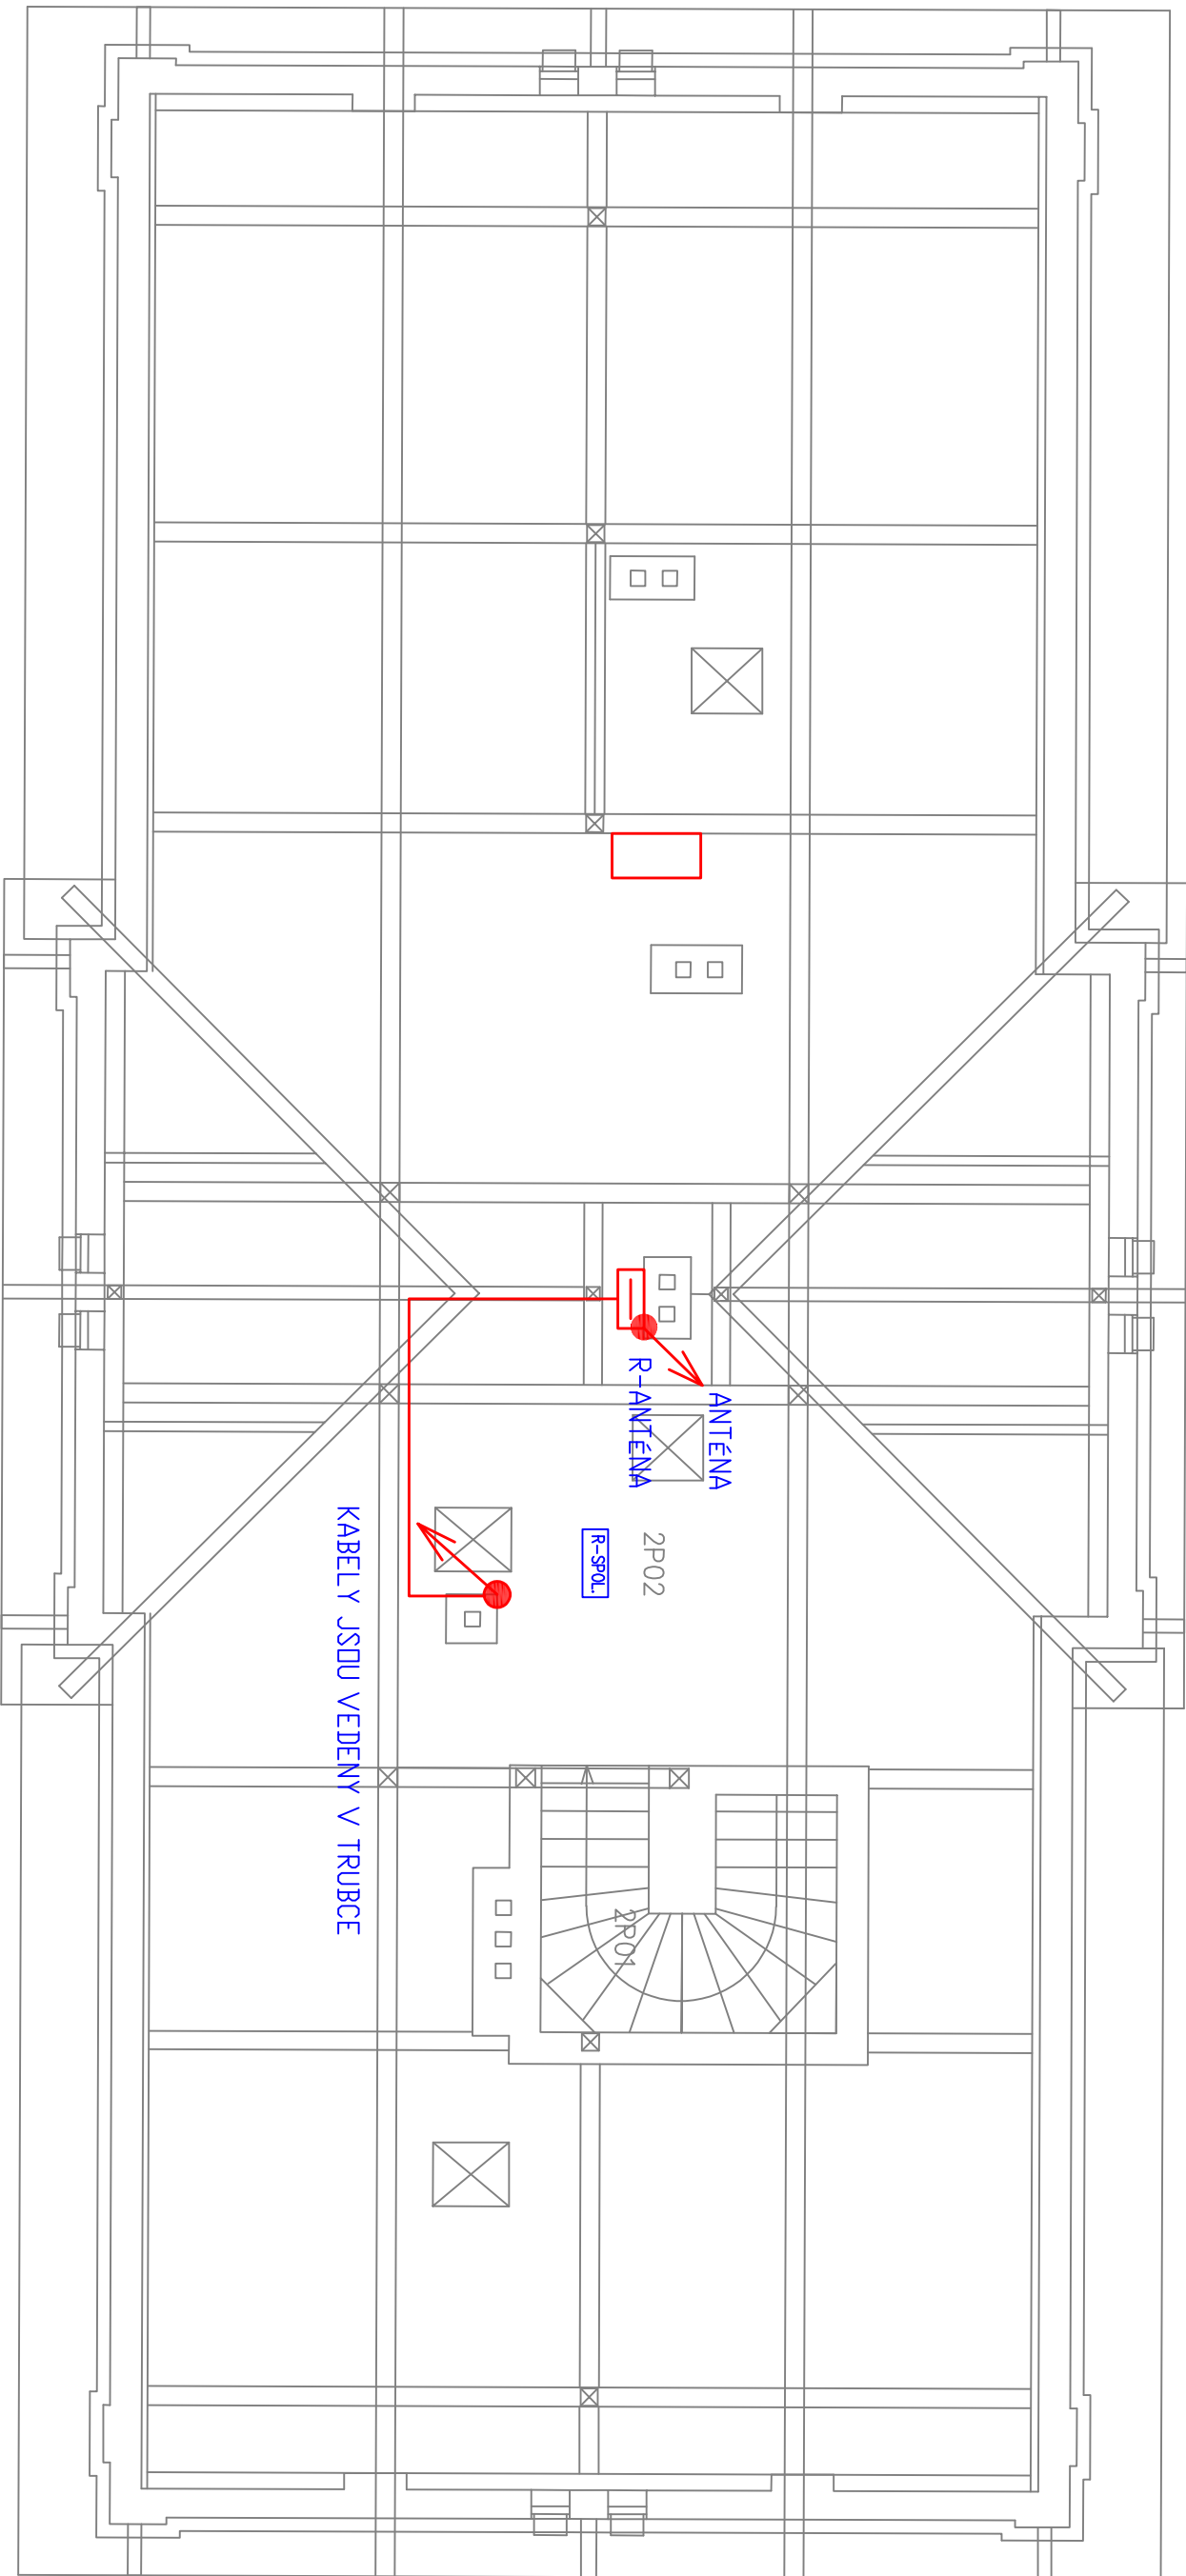 ANTÉNA
R-ANTÉNA
2P02
R-SPOL.
KABELY JSOU VEDENY V TRUBCE
2P01